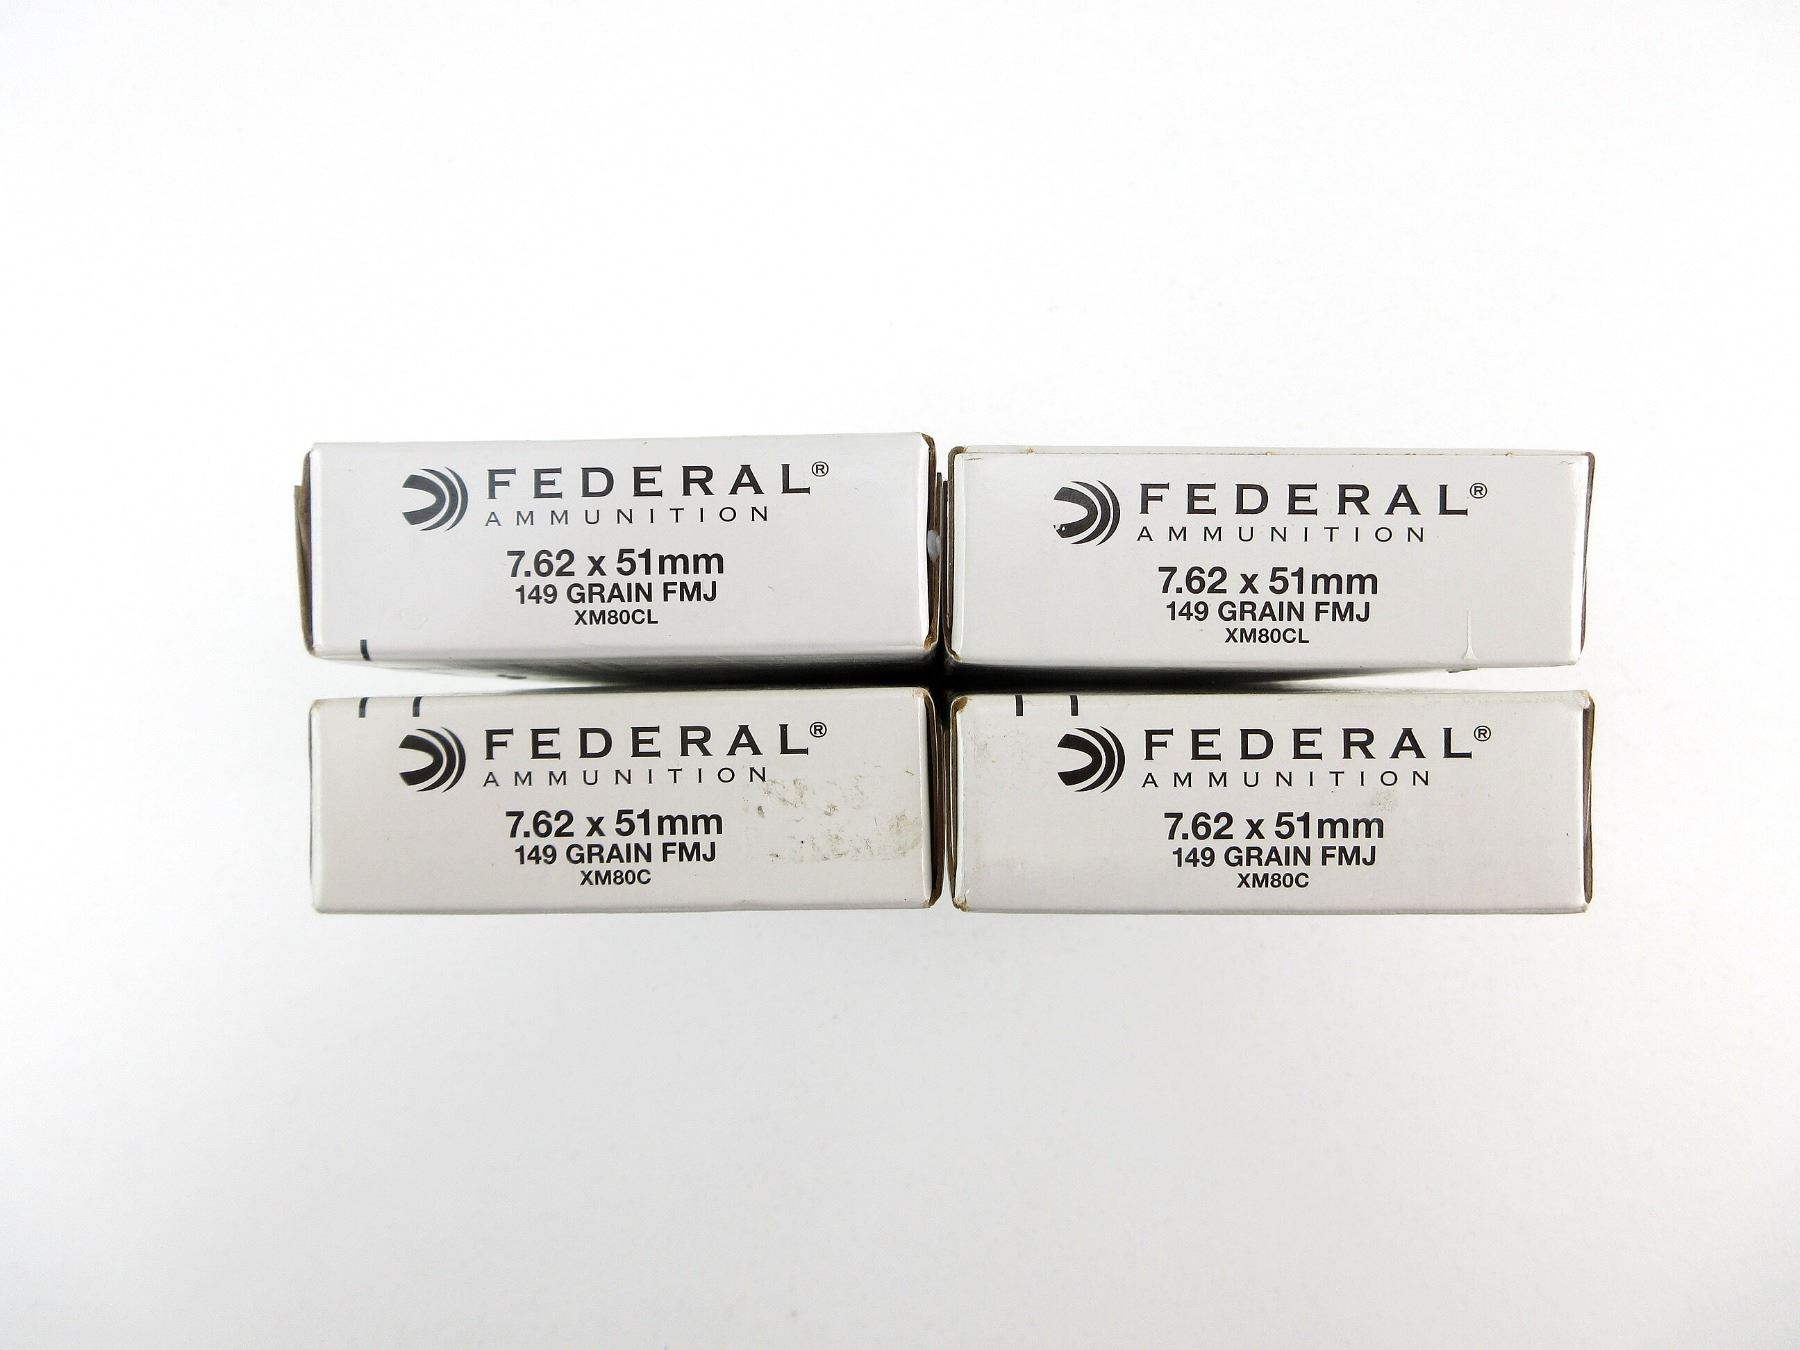 FEDERAL®
AMMUNITION
7.62 x 51mm
149 GRAIN FMJ
XM80CL
FEDERAL®
AMMUNITION
7.62 x 51mm
149 GRAIN FMJ
XM80CL
FEDERAL®
AMMUNITION
7.62 x 51mm
149 GRAIN FMJ
XM80C
FEDERAL®
AMMUNITION
7.62 x 51mm
149 GRAIN FMJ
XM80C